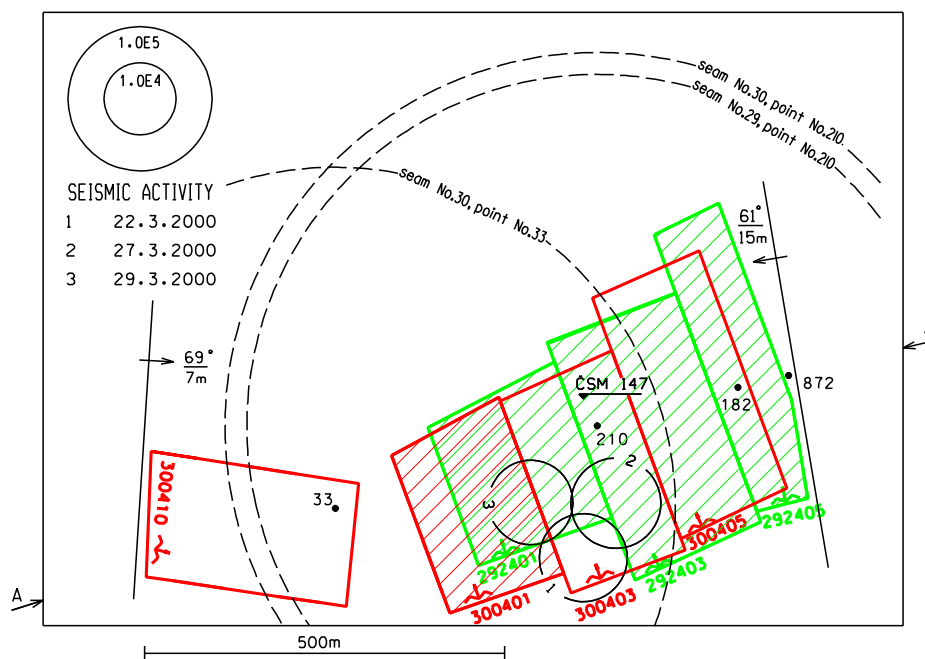 1.0E5
1.0E4
SEISMIC ACTIVITY
1 22.3.2000
2 27.3.2000
3 29.3.2000
seam No.30, point No.210
seam No.29, point No.210
seam No.30, point No.33
61°
15m
69°
7m
ČSM 147
872
182
210
33
300410
2
3
1
292401
300401
300403
292403
300405
292405
A
500m